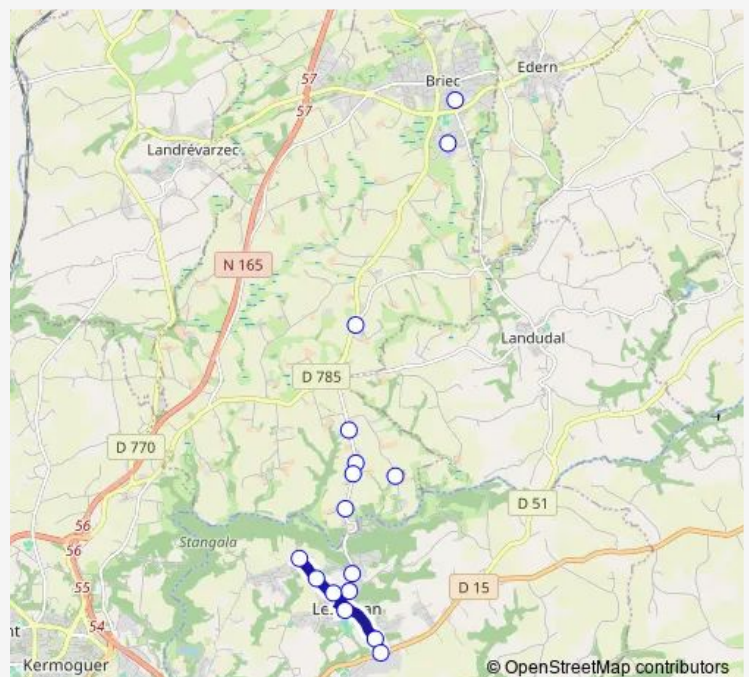 57
Briec
Edern
57
Landrévarzec
N 165
Landudal
D 785
D 770
D 51
56
56
Stangala
55
D 15
54
Kermoguer
© OpenStreetMap contributors